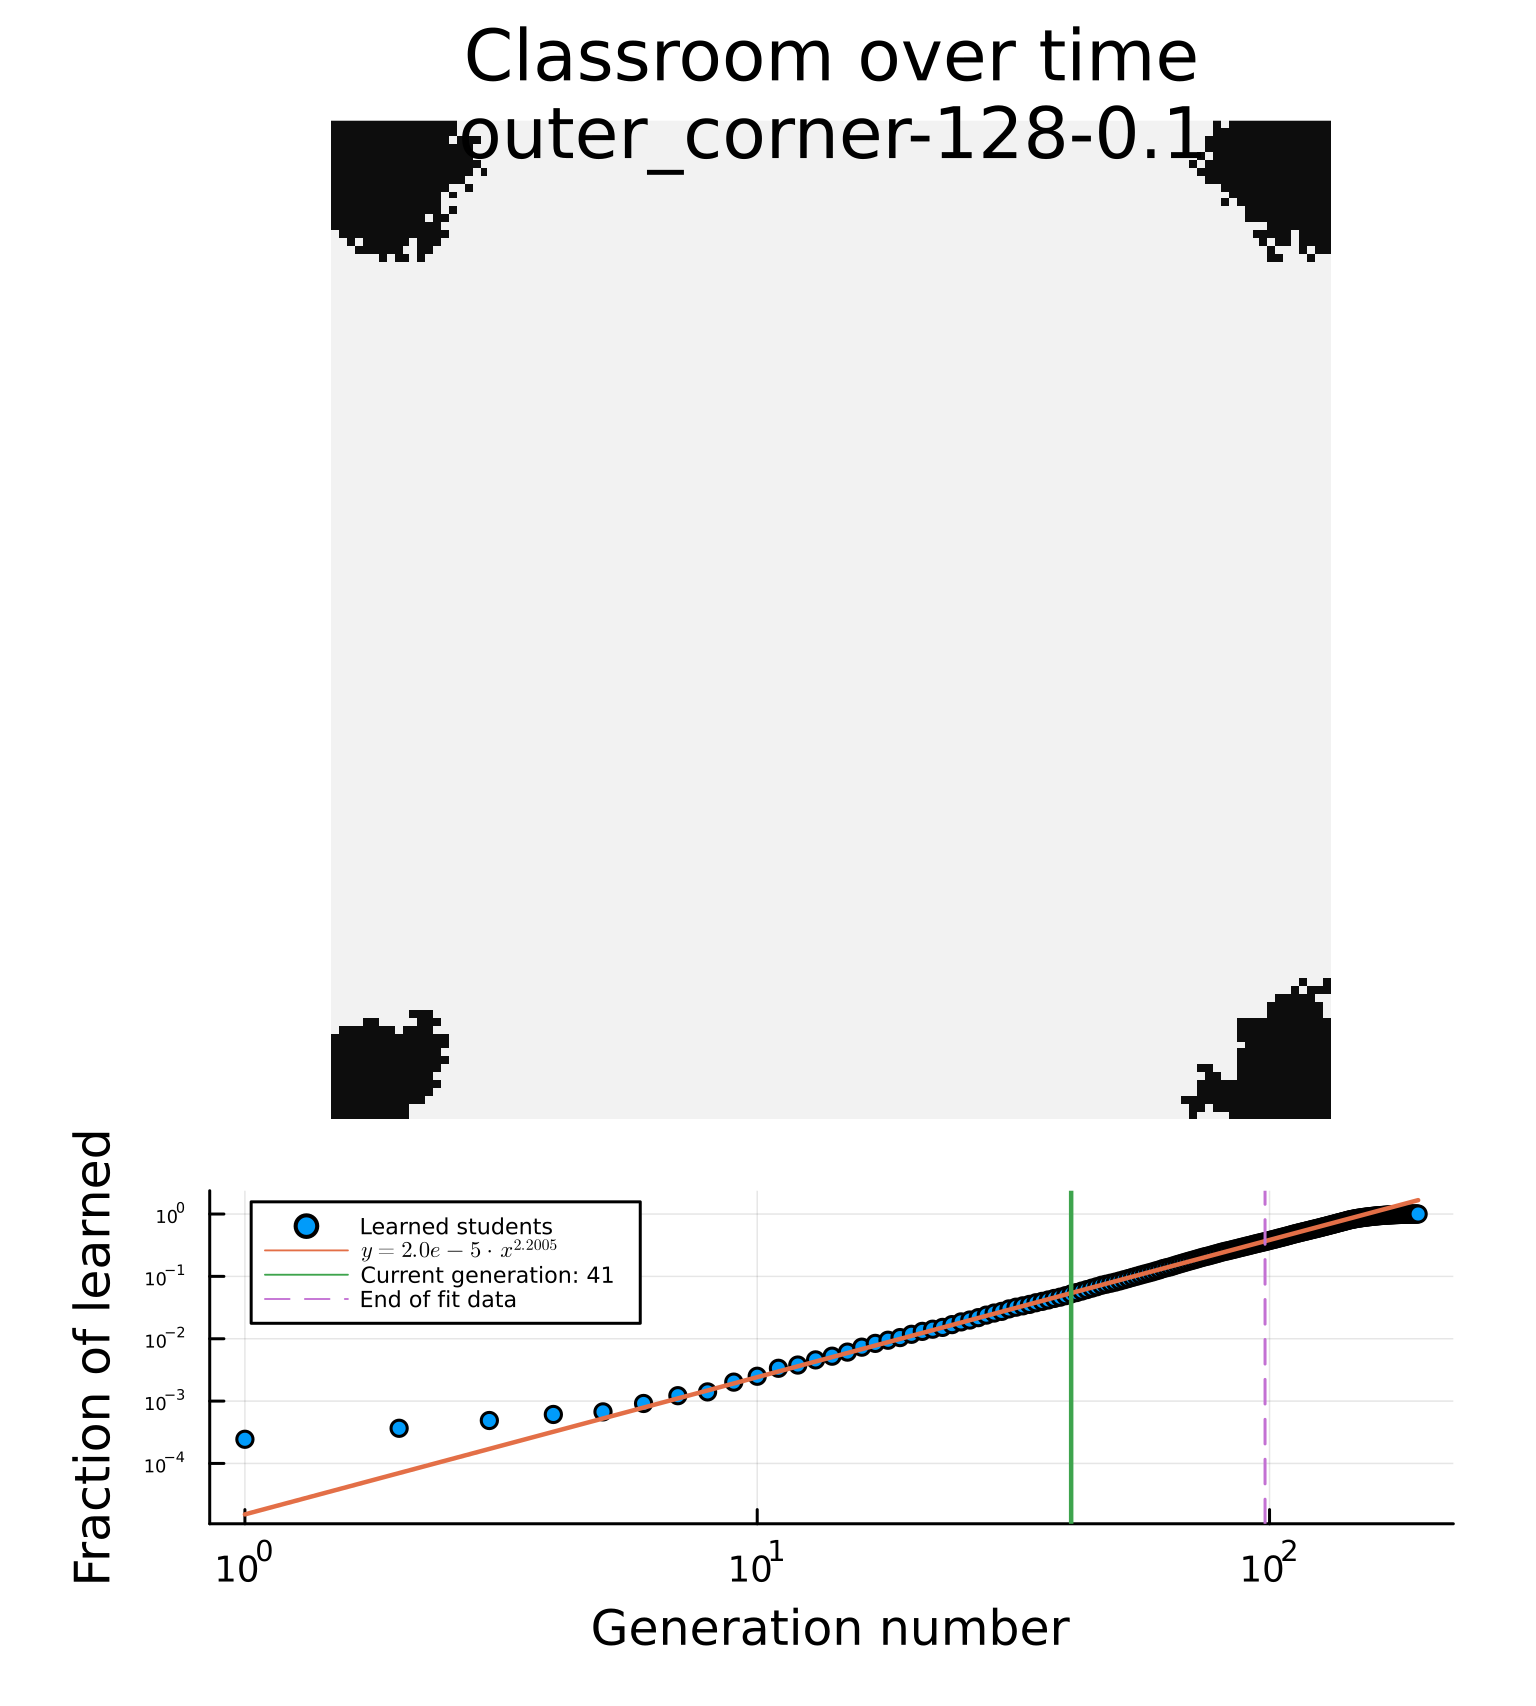 Classroom over time
outer_corner-128-0.1
Fraction of learned
10^0
10^-1
10^-2
10^-3
10^-4
Learned students
y = 2.0e − 5 · x^2.2005
Current generation: 41
End of fit data
10^0 10^1 10^2
Generation number